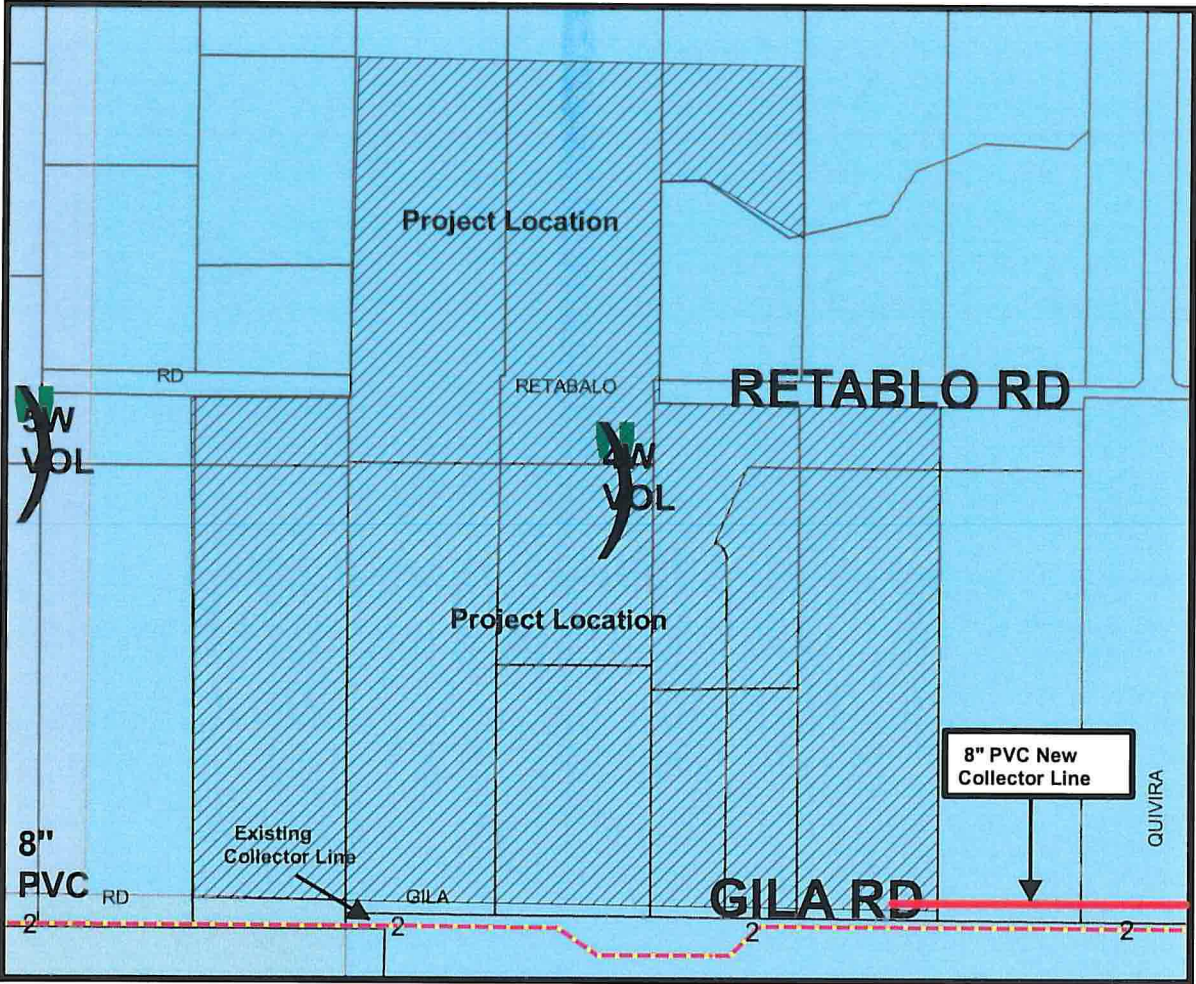 Project Location
RD
RETABALO
RETABLO RD
5W
VOL
4W
VOL
Project Location
8" PVC New
Collector Line
QUIVIRA
8"
PVC
Existing
Collector Line
RD
GILA
GILA RD
2
2
2
2